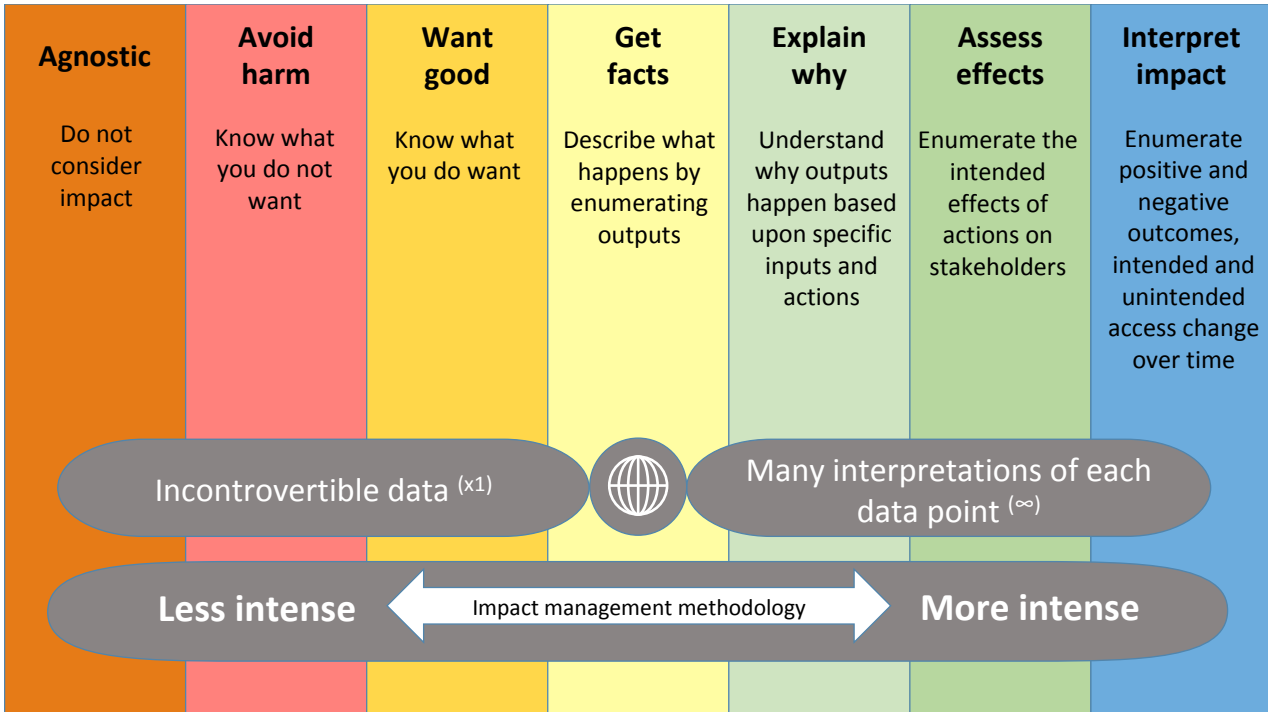 Agnostic
Do not
consider
impact
Avoid
harm
Know what
you do not
want
Want
good
Know what
you do want
Get
facts
Describe what
happens by
enumerating
outputs
Explain
why
Understand
why outputs
happen based
upon specific
inputs and
actions
Assess
effects
Enumerate the
intended
effects of
actions on
stakeholders
Interpret
impact
Enumerate
positive and
negative
outcomes,
intended and
unintended
access change
over time
Incontrovertible data (x1)
Many interpretations of each
data point (∞)
Less intense
Impact management methodology
More intense